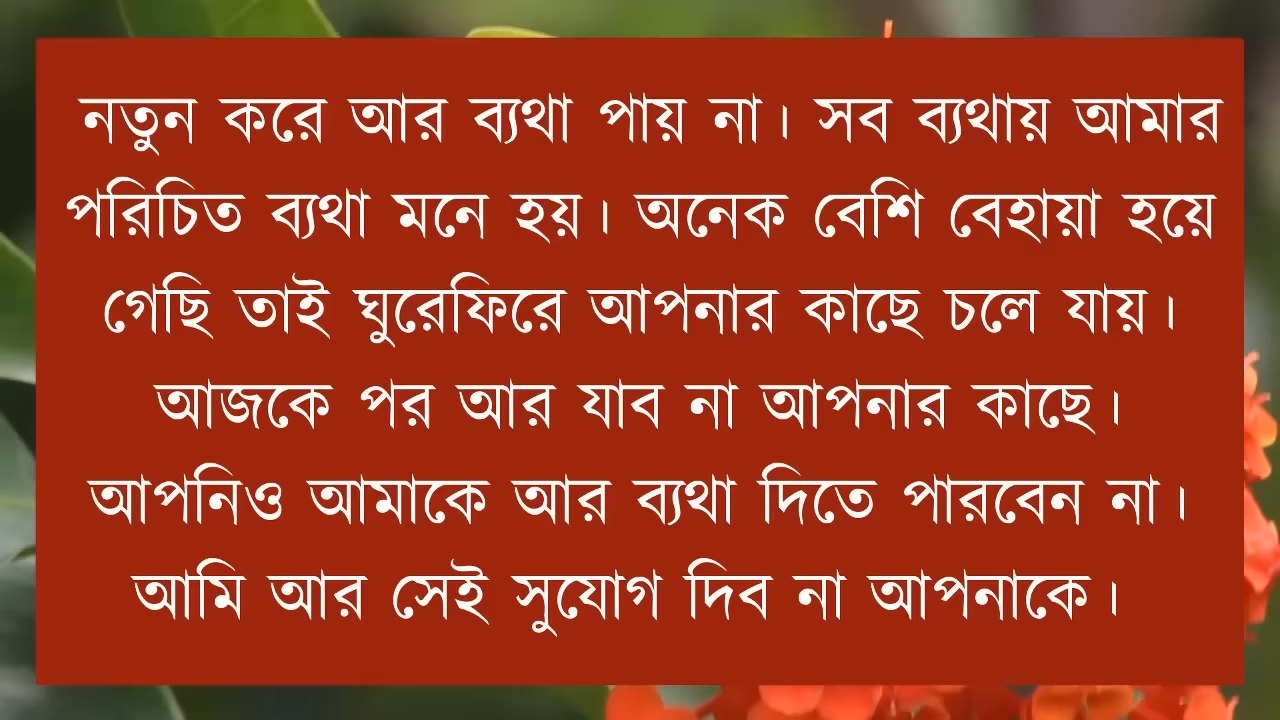 নতুন করে আর ব্যথা পায় না। সব ব্যথায় আমার
পরিচিত ব্যথা মনে হয়। অনেক বেশি বেহায়া হয়ে
গেছি তাই ঘুরেফিরে আপনার কাছে চলে যায়।
আজকে পর আর যাব না আপনার কাছে।
আপনিও আমাকে আর ব্যথা দিতে পারবেন না।
আমি আর সেই সুযোগ দিব না আপনাকে।